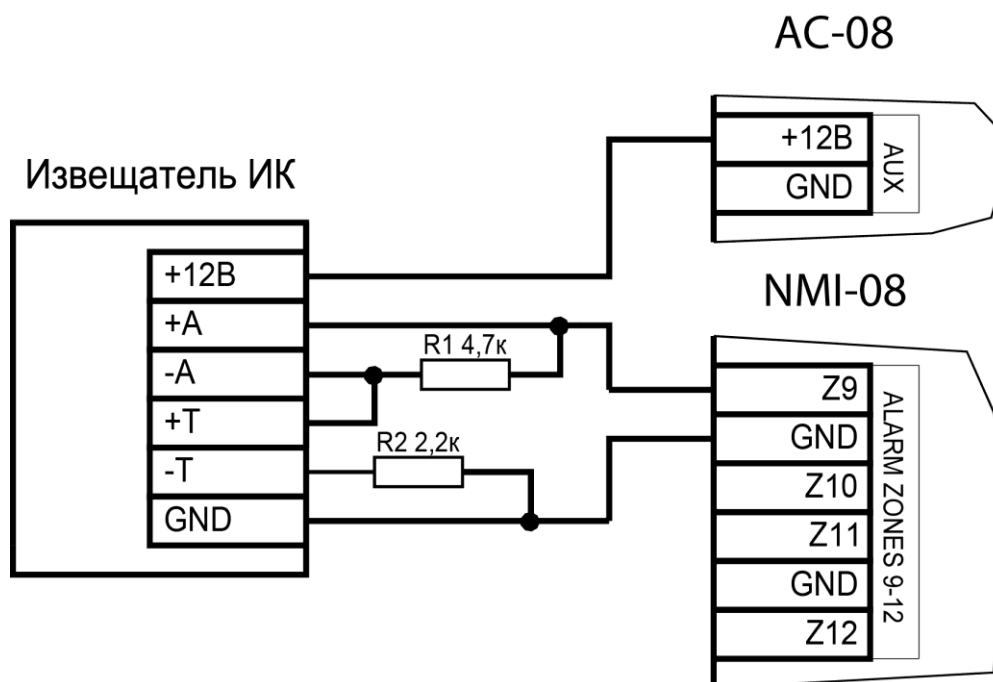 AC-08
+12В
GND
AUX
Извещатель ИК
+12В
+А
-А
+Т
-Т
GND
R1 4,7к
R2 2,2к
NMI-08
Z9
GND
Z10
Z11
GND
Z12
ALARM ZONES 9-12